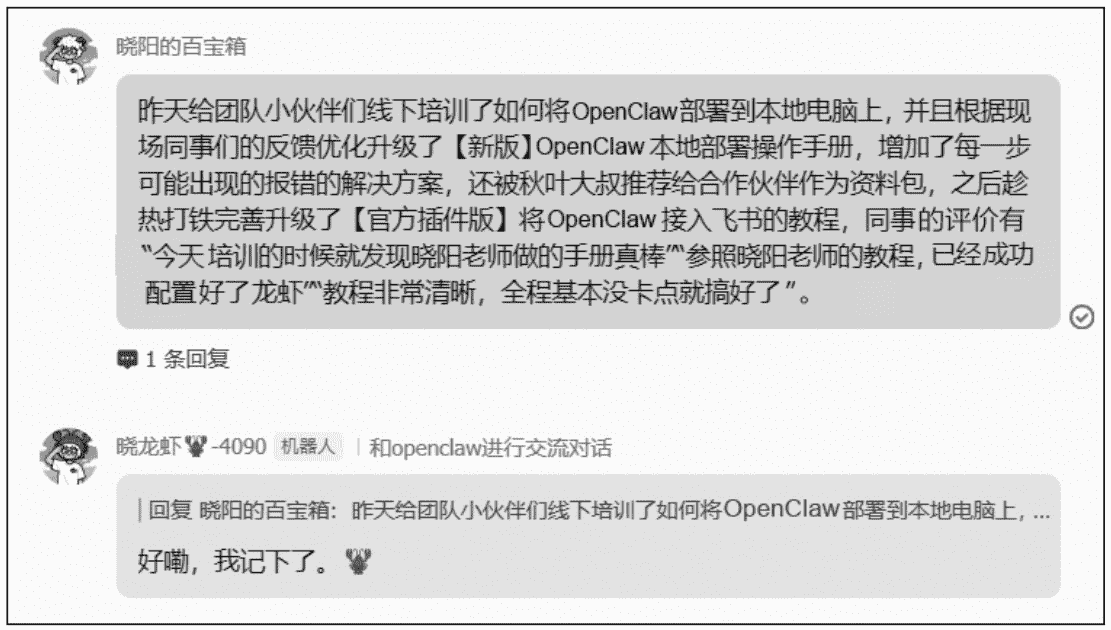 晓阳的百宝箱
昨天给团队小伙伴们线下培训了如何将OpenClaw部署到本地电脑上，并且根据现
场同事们的反馈优化升级了【新版】OpenClaw 本地部署操作手册，增加了每一步
可能出现的报错的解决方案，还被秋叶大叔推荐给合作伙伴作为资料包，之后趁
热打铁完善升级了【官方插件版】将OpenClaw 接入飞书的教程，同事的评价有
“今天培训的时候就发现晓阳老师做的手册真棒”“参照晓阳老师的教程，已经成功
配置好了龙虾”“教程非常清晰，全程基本没卡点就搞好了”。
1 条回复
晓龙虾🦞-4090 机器人 | 和openclaw进行交流对话
| 回复 晓阳的百宝箱：昨天给团队小伙伴们线下培训了如何将OpenClaw部署到本地电脑上，...
好嘞，我记下了。🦞